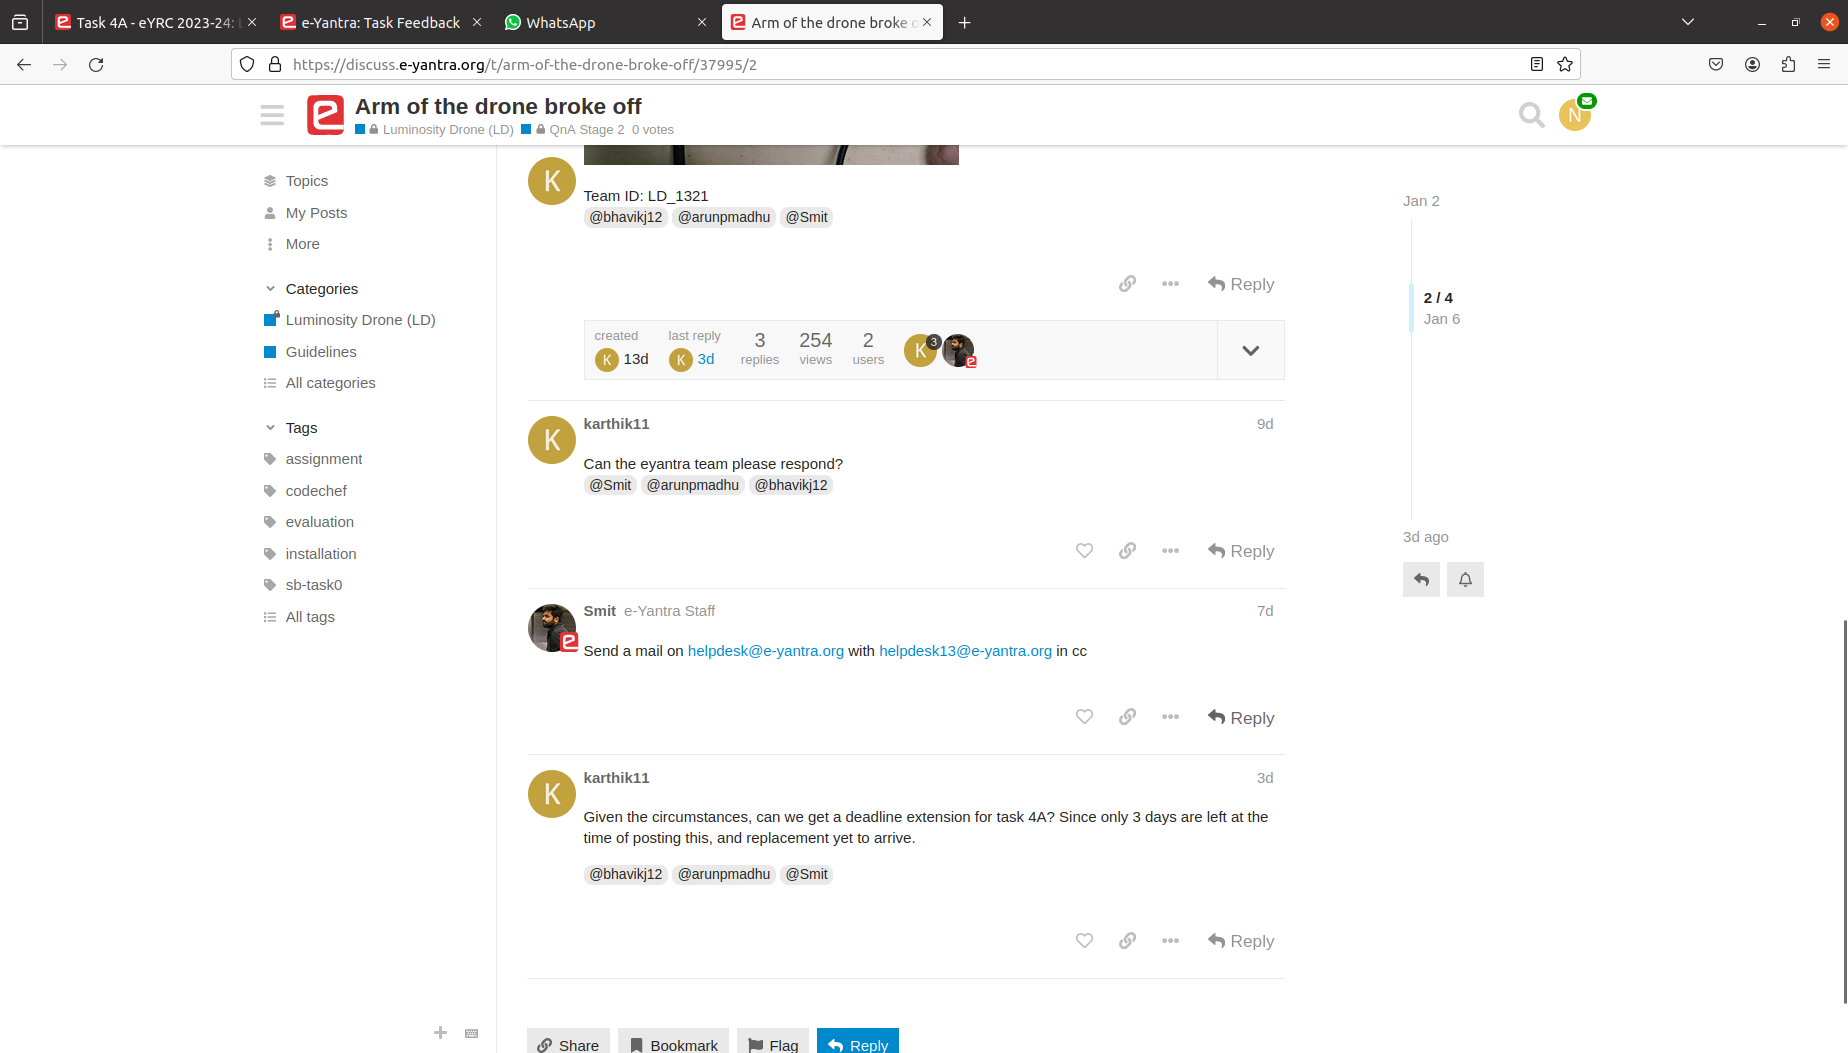 Task 4A - eYRC 2023-24:
e-Yantra: Task Feedback
WhatsApp
Arm of the drone broke
https://discuss.e-yantra.org/t/arm-of-the-drone-broke-off/37995/2
Arm of the drone broke off
Luminosity Drone (LD) QnA Stage 2 0 votes
N
Topics
My Posts
More
Categories
Luminosity Drone (LD)
Guidelines
All categories
Tags
assignment
codechef
evaluation
installation
sb-task0
All tags
K
Team ID: LD_1321
@bhavikj12 @arunpmadhu @Smit
Reply
created last reply 3 254 2
K 13d K 3d replies views users K 3
K karthik11 9d
Can the eyantra team please respond?
@Smit @arunpmadhu @bhavikj12
Reply
Smit e-Yantra Staff 7d
Send a mail on helpdesk@e-yantra.org with helpdesk13@e-yantra.org in cc
Reply
K karthik11 3d
Given the circumstances, can we get a deadline extension for task 4A? Since only 3 days are left at the
time of posting this, and replacement yet to arrive.
@bhavikj12 @arunpmadhu @Smit
Reply
Share Bookmark Flag Reply
Jan 2
2 / 4
Jan 6
3d ago